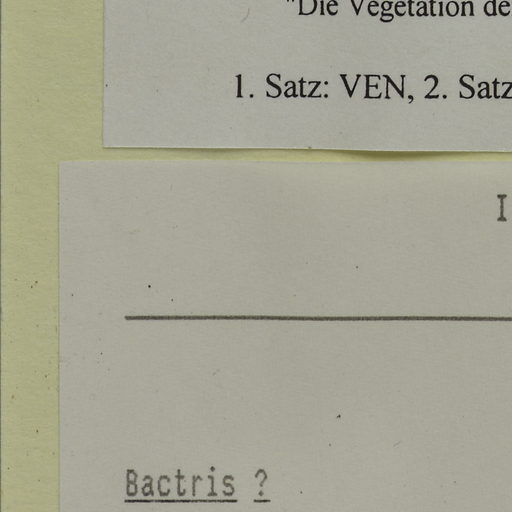 "Die Vegetation de
1. Satz: VEN, 2. Satz
I
Bactris ?